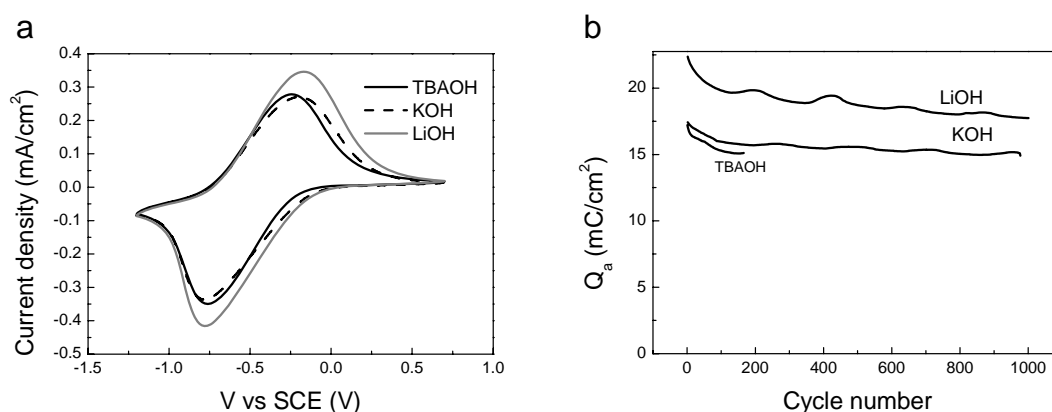 a
0.4
0.3
0.2
0.1
0.0
-0.1
-0.2
-0.3
-0.4
-0.5
-1.5
-1.0
-0.5
0.0
0.5
1.0
Current density (mA/cm²)
V vs SCE (V)
TBAOH
KOH
LiOH
b
20
15
10
5
0
0
200
400
600
800
1000
Qₐ (mC/cm²)
Cycle number
LiOH
KOH
TBAOH